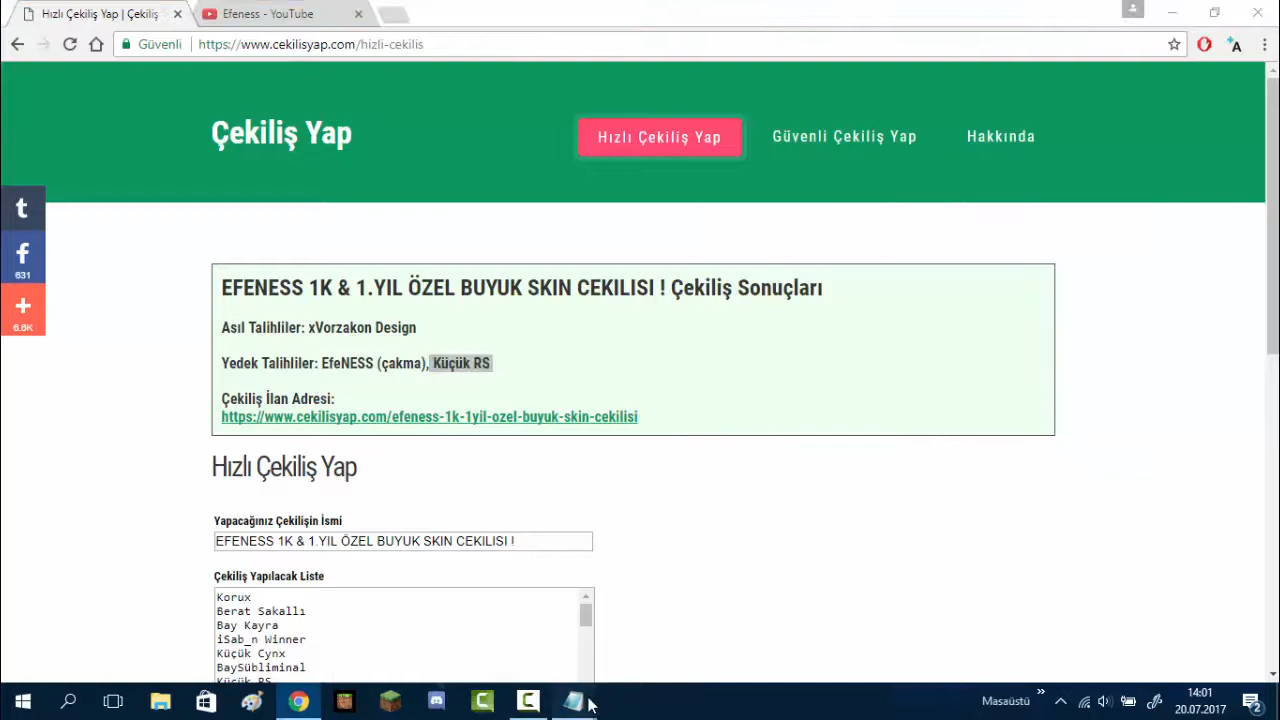 Hızlı Çekiliş Yap | Çekiliş
Efeness - YouTube
Güvenli
https://www.cekilisyap.com/hizli-cekilis
Çekiliş Yap
Hızlı Çekiliş Yap
Güvenli Çekiliş Yap
Hakkında
631
6.6K
EFENESS 1K & 1.YIL ÖZEL BUYUK SKIN CEKILISI ! Çekiliş Sonuçları
Asıl Talihliler: xVorzakon Design
Yedek Talihliler: EfeNESS (çakma), Küçük RS
Çekiliş İlan Adresi:
https://www.cekilisyap.com/efeness-1k-1yil-ozel-buyuk-skin-cekilisi
Hızlı Çekiliş Yap
Yapacağınız Çekilişin İsmi
EFENESS 1K & 1.YIL ÖZEL BUYUK SKIN CEKILISI !
Çekiliş Yapılacak Liste
Korux
Berat Sakallı
Bay Kayra
iSab_n Winner
Küçük Cynx
BaySübliminal
Küçük RS
Masaüstü
14:01
20.07.2017
2